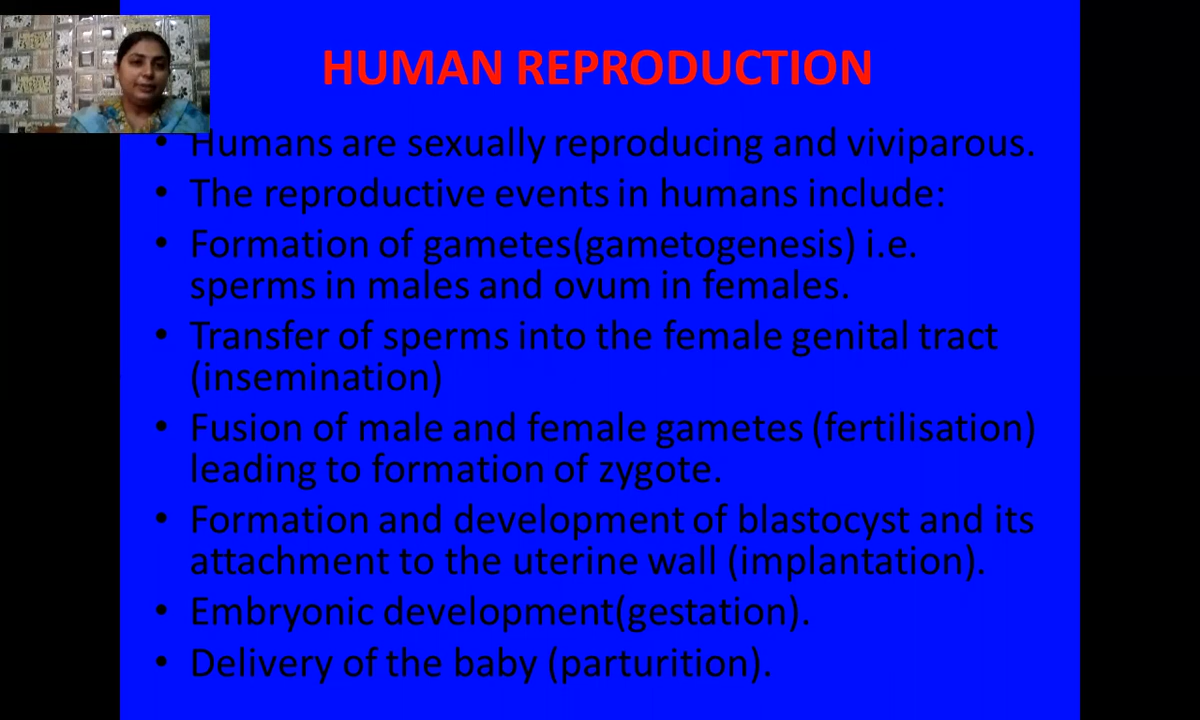 HUMAN REPRODUCTION
• Humans are sexually reproducing and viviparous.
• The reproductive events in humans include:
• Formation of gametes(gametogenesis) i.e.
sperms in males and ovum in females.
• Transfer of sperms into the female genital tract
(insemination)
• Fusion of male and female gametes (fertilisation)
leading to formation of zygote.
• Formation and development of blastocyst and its
attachment to the uterine wall (implantation).
• Embryonic development(gestation).
• Delivery of the baby (parturition).